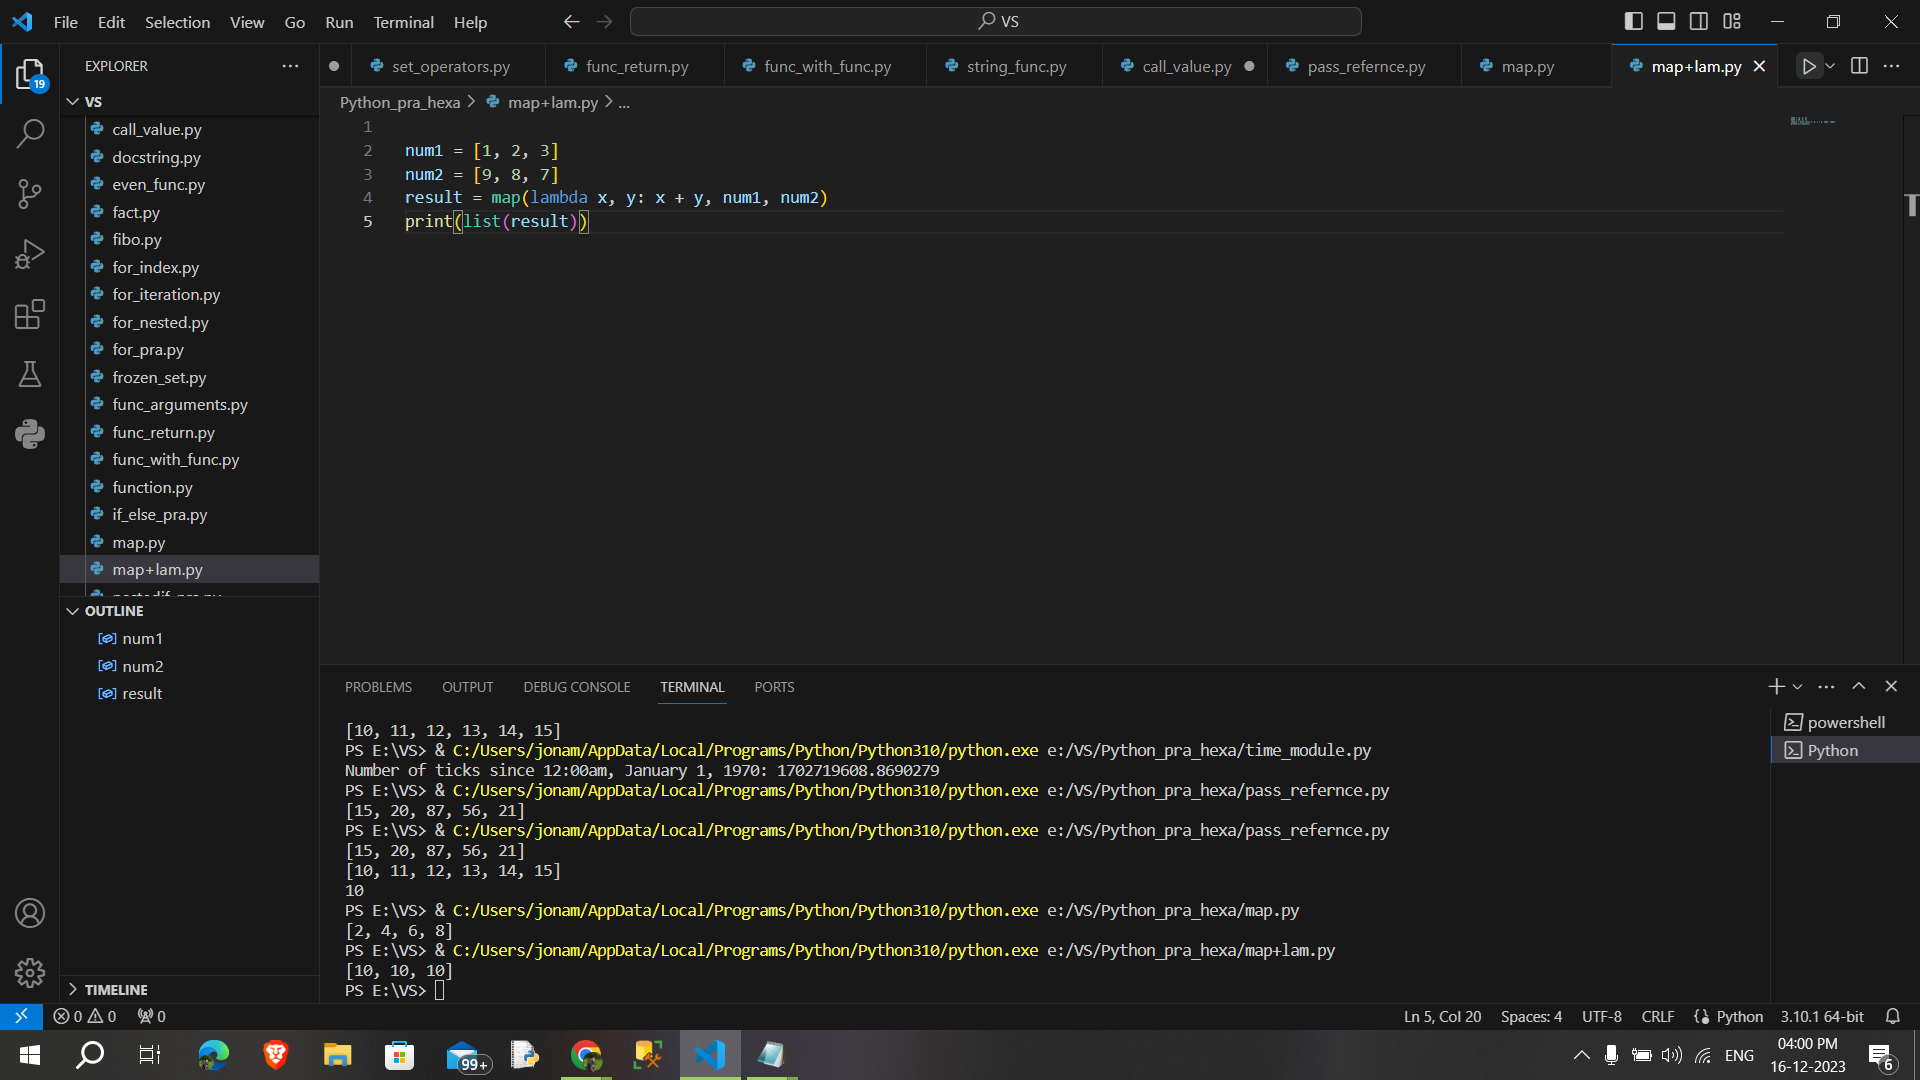 File Edit Selection View Go Run Terminal Help
VS
EXPLORER
19
VS
call_value.py
docstring.py
even_func.py
fact.py
fibo.py
for_index.py
for_iteration.py
for_nested.py
for_pra.py
frozen_set.py
func_arguments.py
func_return.py
func_with_func.py
function.py
if_else_pra.py
map.py
map+lam.py
OUTLINE
num1
num2
result
TIMELINE
set_operators.py func_return.py func_with_func.py string_func.py call_value.py pass_refernce.py map.py map+lam.py
Python_pra_hexa > map+lam.py > ...
1
2 num1 = [1, 2, 3]
3 num2 = [9, 8, 7]
4 result = map(lambda x, y: x + y, num1, num2)
5 print(list(result))
PROBLEMS OUTPUT DEBUG CONSOLE TERMINAL PORTS
[10, 11, 12, 13, 14, 15]
PS E:\VS> & C:/Users/jonam/AppData/Local/Programs/Python/Python310/python.exe e:/VS/Python_pra_hexa/time_module.py
Number of ticks since 12:00am, January 1, 1970: 1702719608.8690279
PS E:\VS> & C:/Users/jonam/AppData/Local/Programs/Python/Python310/python.exe e:/VS/Python_pra_hexa/pass_refernce.py
[15, 20, 87, 56, 21]
PS E:\VS> & C:/Users/jonam/AppData/Local/Programs/Python/Python310/python.exe e:/VS/Python_pra_hexa/pass_refernce.py
[15, 20, 87, 56, 21]
[10, 11, 12, 13, 14, 15]
10
PS E:\VS> & C:/Users/jonam/AppData/Local/Programs/Python/Python310/python.exe e:/VS/Python_pra_hexa/map.py
[2, 4, 6, 8]
PS E:\VS> & C:/Users/jonam/AppData/Local/Programs/Python/Python310/python.exe e:/VS/Python_pra_hexa/map+lam.py
[10, 10, 10]
PS E:\VS>
powershell
Python
0 0 0
Ln 5, Col 20 Spaces: 4 UTF-8 CRLF Python 3.10.1 64-bit
99+
ENG
04:00 PM
16-12-2023
6